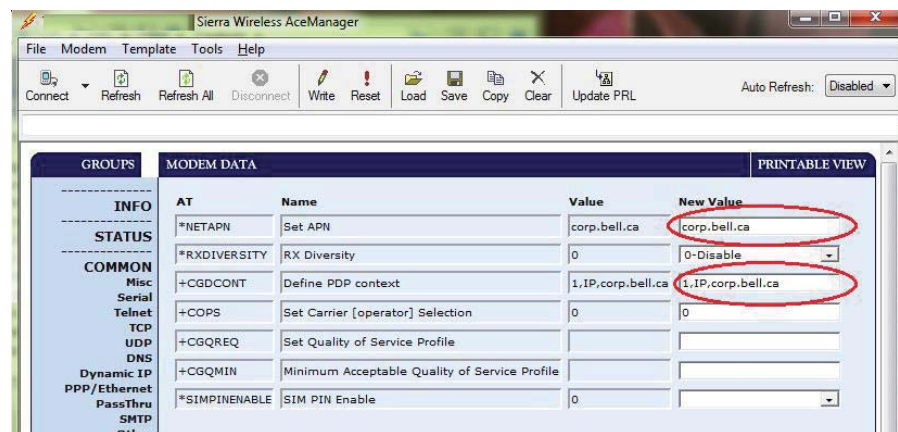 Sierra Wireless AceManager
File Modem Template Tools Help
Connect Refresh Refresh All Disconnect Write Reset Load Save Copy Clear Update PRL Auto Refresh: Disabled
GROUPS MODEM DATA PRINTABLE VIEW
INFO
STATUS
COMMON
Misc
Serial
Telnet
TCP
UDP
DNS
Dynamic IP
PPP/Ethernet
PassThru
SMTP
AT Name Value New Value
*NETAPN Set APN corp.bell.ca corp.bell.ca
*RXDIVERSITY RX Diversity 0 0-Disable
+CGDCONT Define PDP context 1,IP,corp.bell.ca 1,IP,corp.bell.ca
+COPS Set Carrier [operator] Selection 0 0
+CGQREQ Set Quality of Service Profile
+CGQMIN Minimum Acceptable Quality of Service Profile
*SIMPINENABLE SIM PIN Enable 0